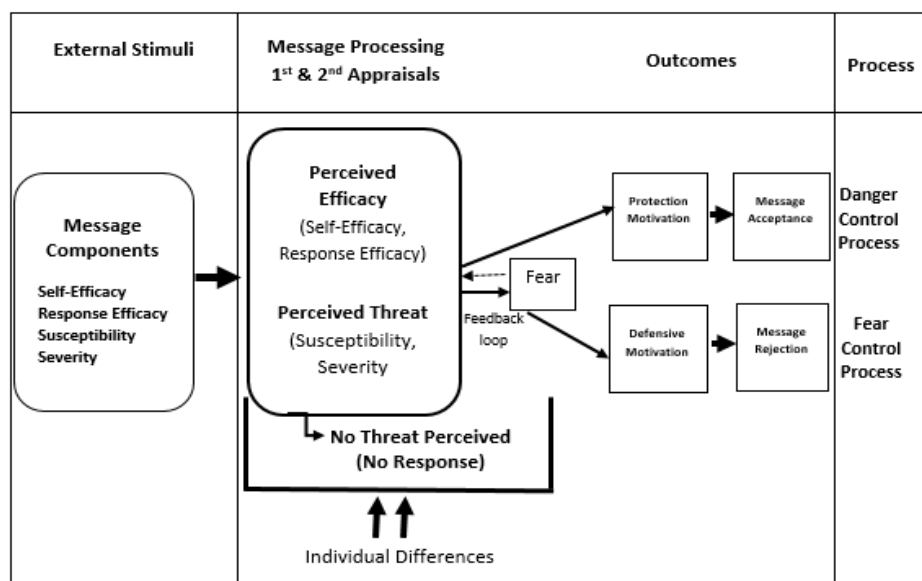 External Stimuli
Message Processing
1st & 2nd Appraisals
Outcomes
Process
Message
Components
Self-Efficacy
Response Efficacy
Susceptibility
Severity
Perceived
Efficacy
(Self-Efficacy,
Response Efficacy)
Perceived Threat
(Susceptibility,
Severity
No Threat Perceived
(No Response)
Individual Differences
Fear
Feedback
loop
Protection
Motivation
Message
Acceptance
Defensive
Motivation
Message
Rejection
Danger
Control
Process
Fear
Control
Process